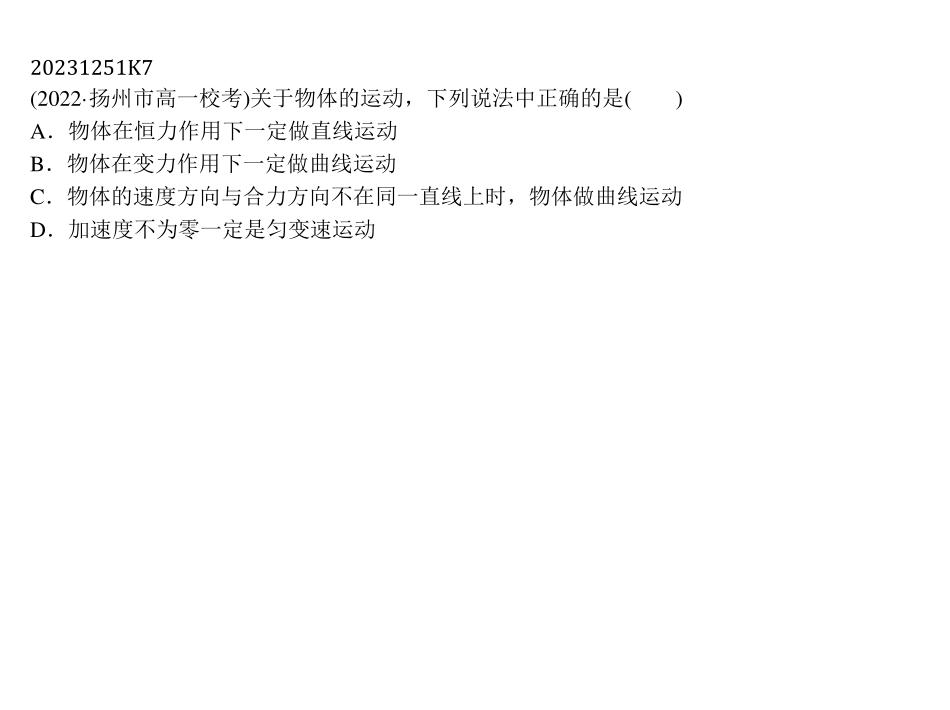 20231251K7
(2022·扬州市高一校考)关于物体的运动，下列说法中正确的是(　　)
A．物体在恒力作用下一定做直线运动
B．物体在变力作用下一定做曲线运动
C．物体的速度方向与合力方向不在同一直线上时，物体做曲线运动
D．加速度不为零一定是匀变速运动